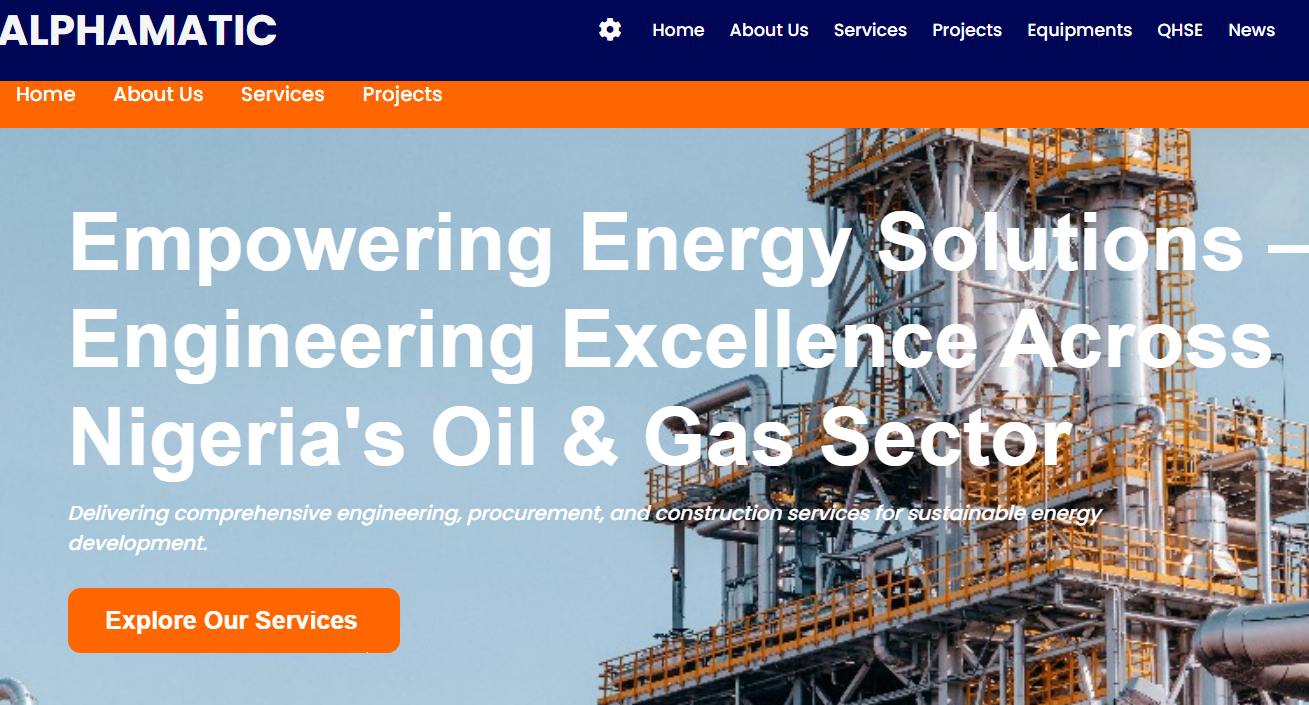 ALPHAMATIC
Home About Us Services Projects Equipments QHSE News
Home About Us Services Projects
Empowering Energy Solutions –
Engineering Excellence Across
Nigeria's Oil & Gas Sector
Delivering comprehensive engineering, procurement, and construction services for sustainable energy
development.
Explore Our Services